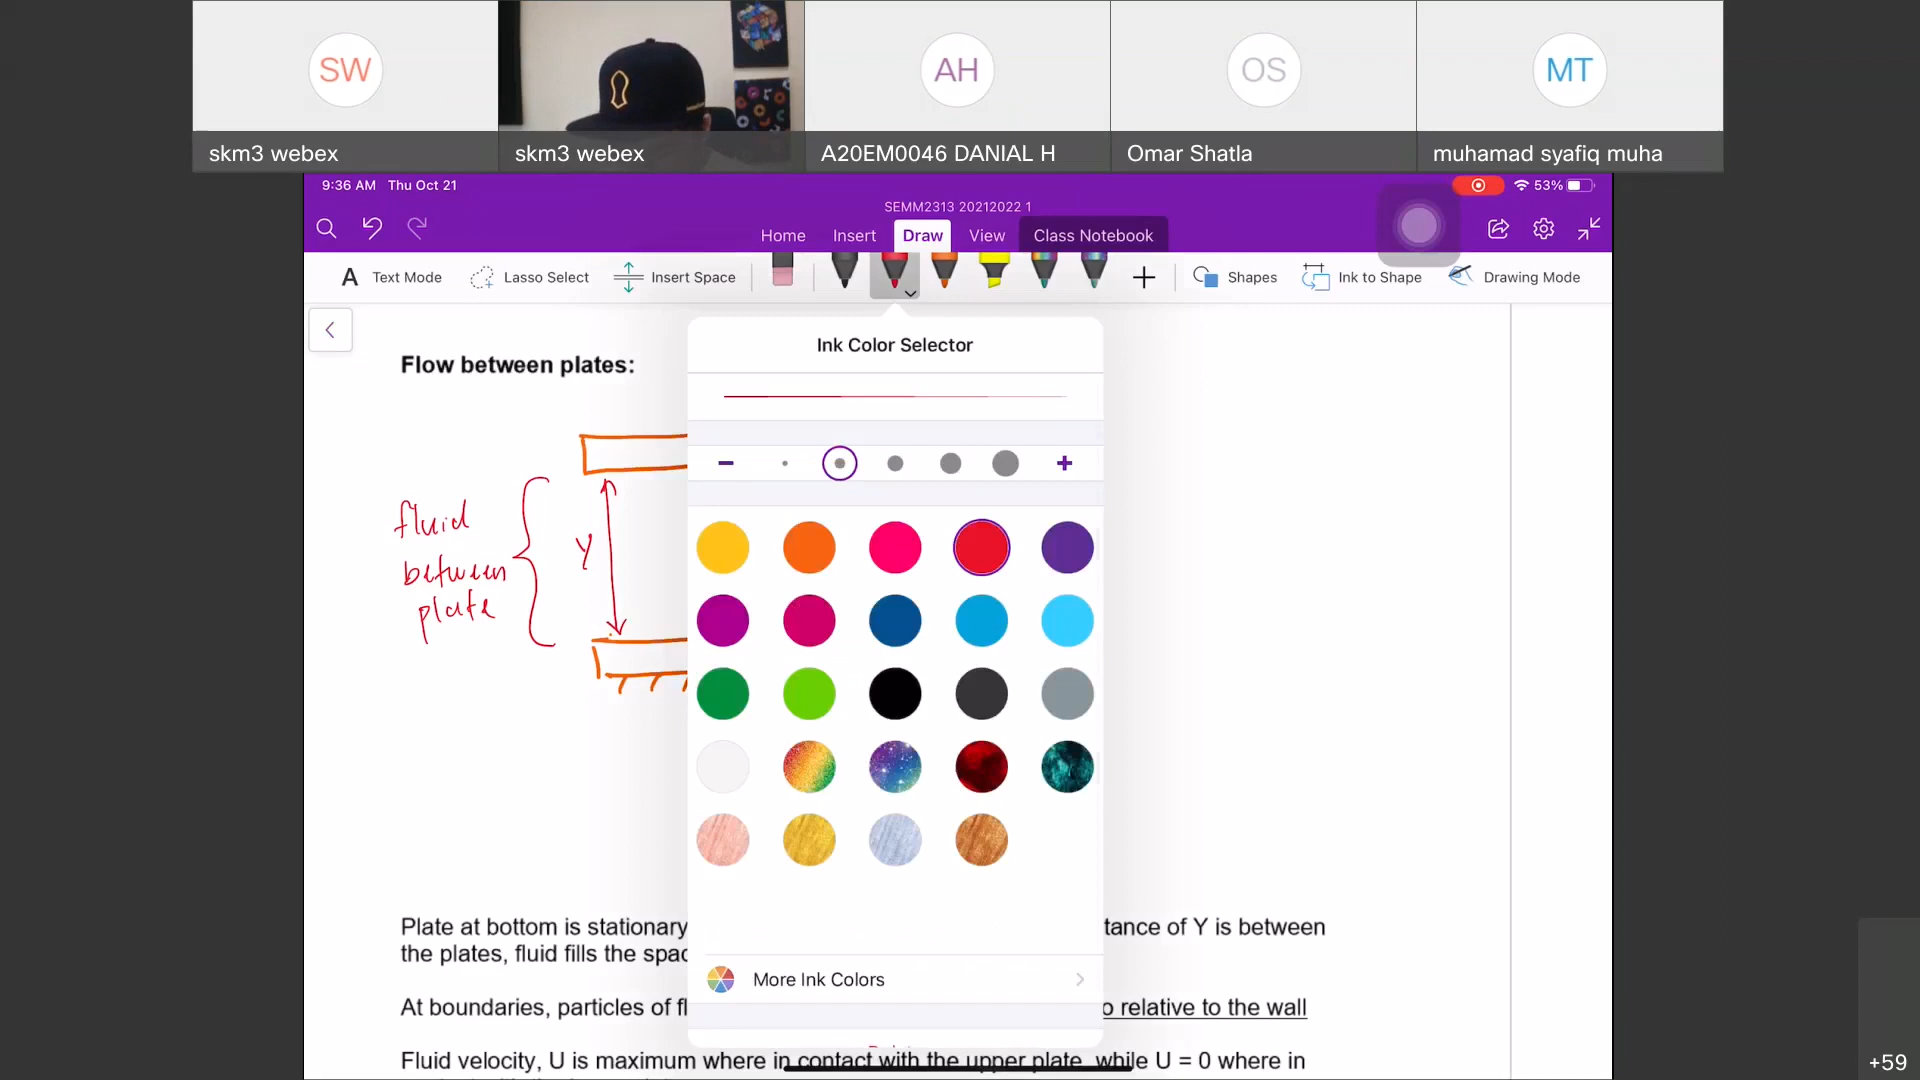 SW
AH
OS
MT
skm3 webex
skm3 webex
A20EM0046 DANIAL H
Omar Shatla
muhamad syafiq muha
9:36 AM Thu Oct 21
53%
SEMM2313 20212022 1
Home
Insert
Draw
View
Class Notebook
A Text Mode
Lasso Select
Insert Space
Shapes
Ink to Shape
Drawing Mode
Flow between plates:
Ink Color Selector
fluid
between
plate
Y
More Ink Colors
Plate at bottom is stationary
tance of Y is between
the plates, fluid fills the spac
At boundaries, particles of fl
o relative to the wall
Fluid velocity, U is maximum where in contact with the upper plate, while U = 0 where in
+59